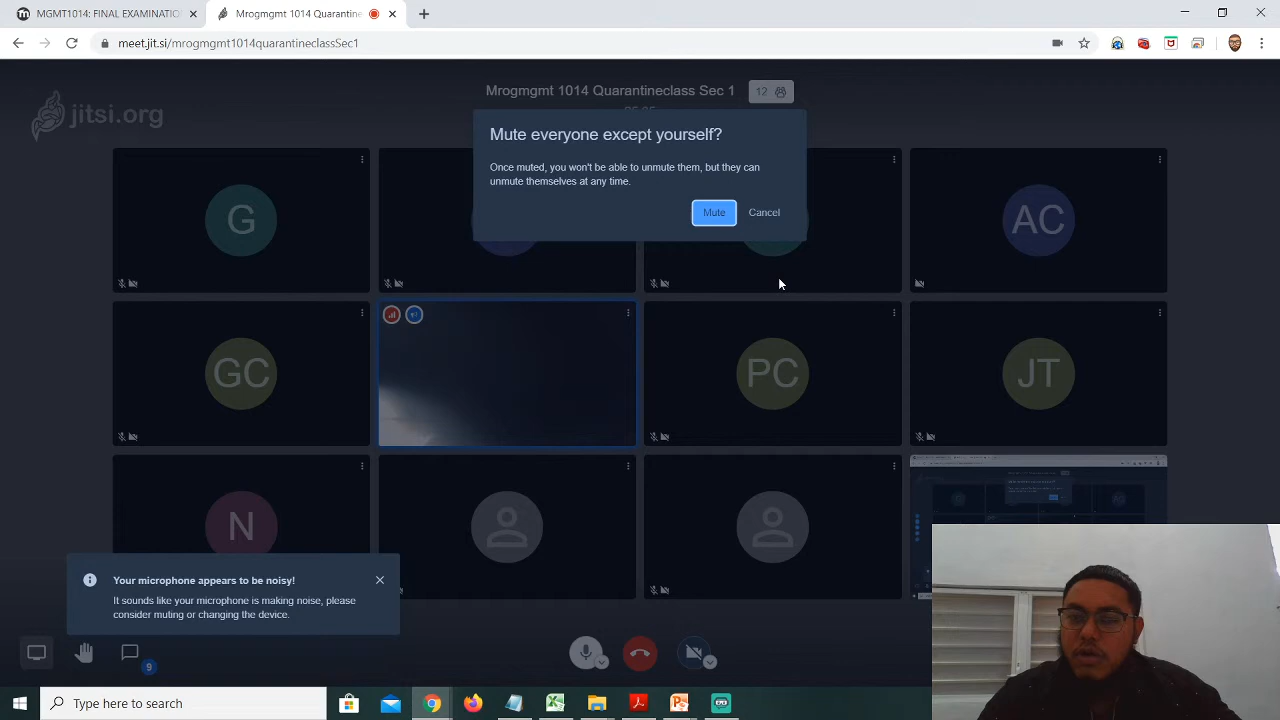 MGMT1014: FINAL EXAMINATION
Mrogmgmt 1014 Quarantine
meet.jit.si/mrogmgmt1014quarantineclassSec1
jitsi.org
Mrogmgmt 1014 Quarantineclass Sec 1
12
Mute everyone except yourself?
Once muted, you won't be able to unmute them, but they can
unmute themselves at any time.
Mute
Cancel
G
AC
GC
PC
JT
N
Your microphone appears to be noisy!
It sounds like your microphone is making noise, please
consider muting or changing the device.
9
Type here to search